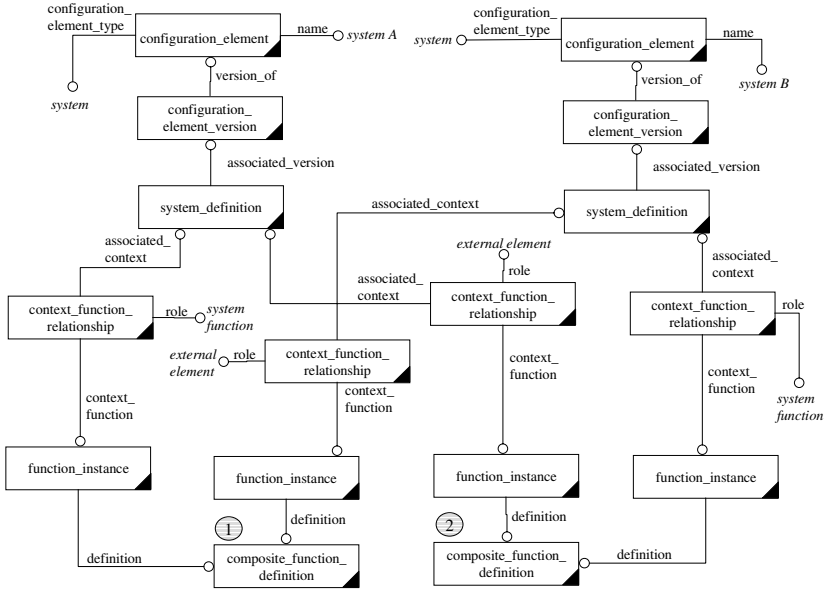 configuration_
element_type
configuration_element
name
system A
system
version_of
configuration_
element_version
associated_version
system_definition
associated_
context
context_function_
relationship
role
system
function
context_
function
function_instance
definition
system
configuration_
element_type
configuration_element
name
system B
version_of
configuration_
element_version
associated_version
system_definition
associated_context
external element
role
associated_
context
context_function_
relationship
associated_
context
context_function_
relationship
role
system
function
external
element
role
context_function_
relationship
context_
function
context_
function
context_
function
function_instance
function_instance
function_instance
1
definition
composite_function_
definition
2
definition
composite_function_
definition
definition